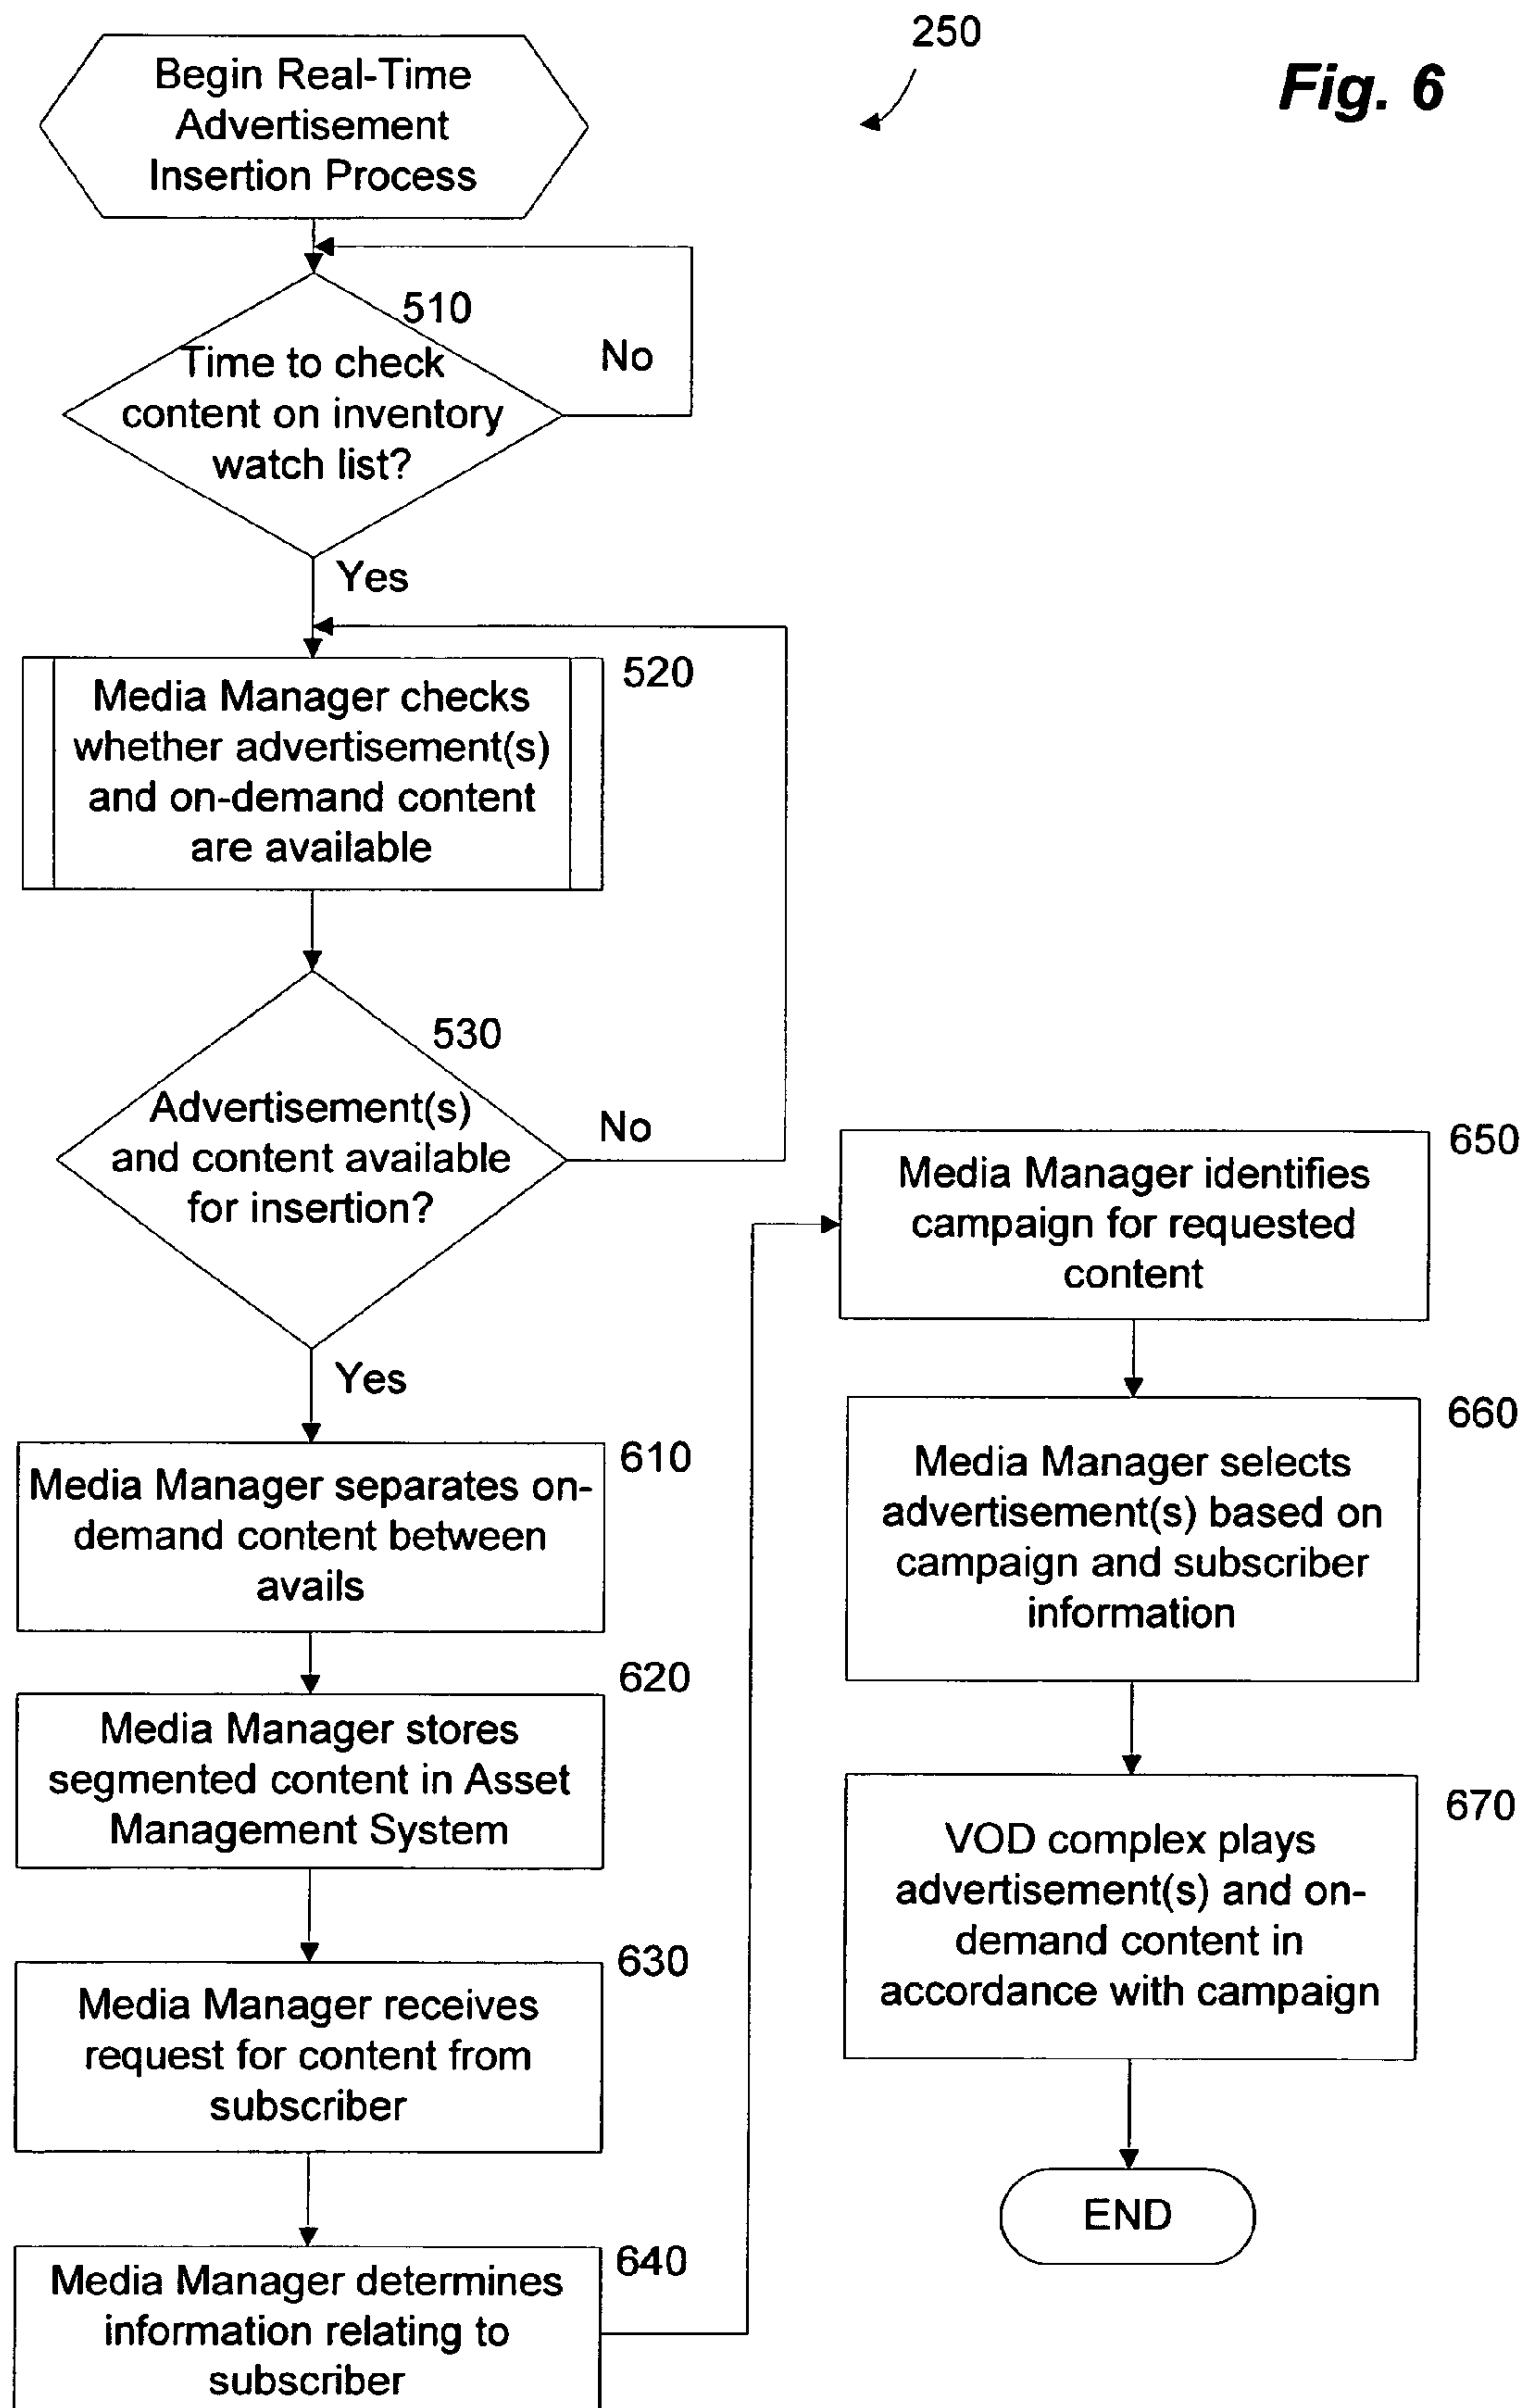 250
Fig. 6
Begin Real-Time
Advertisement
Insertion Process
510
Time to check
content on inventory
watch list?
No
Yes
520
Media Manager checks
whether advertisement(s)
and on-demand content
are available
530
Advertisement(s)
and content available
for insertion?
No
Yes
610
Media Manager separates on-
demand content between
avails
620
Media Manager stores
segmented content in Asset
Management System
630
Media Manager receives
request for content from
subscriber
640
Media Manager determines
information relating to
subscriber
650
Media Manager identifies
campaign for requested
content
660
Media Manager selects
advertisement(s) based on
campaign and subscriber
information
670
VOD complex plays
advertisement(s) and on-
demand content in
accordance with campaign
END